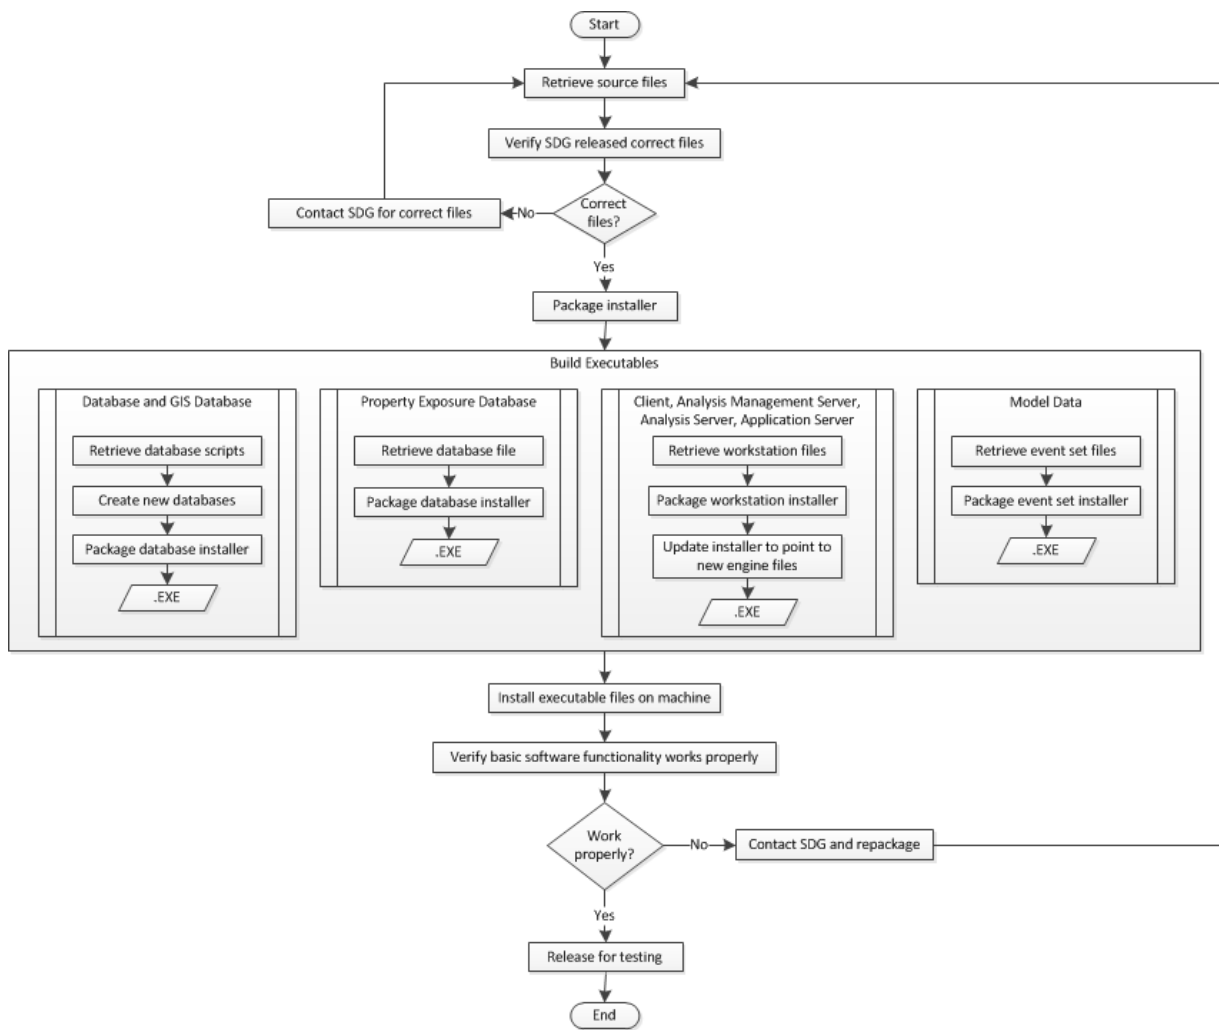 Start
Retrieve source files
Verify SDG released correct files
Correct
files?
No
Contact SDG for correct files
Yes
Package installer
Build Executables
Database and GIS Database
Retrieve database scripts
Create new databases
Package database installer
.EXE
Property Exposure Database
Retrieve database file
Package database installer
.EXE
Client, Analysis Management Server,
Analysis Server, Application Server
Retrieve workstation files
Package workstation installer
Update installer to point to
new engine files
.EXE
Model Data
Retrieve event set files
Package event set installer
.EXE
Install executable files on machine
Verify basic software functionality works properly
Work
properly?
No
Contact SDG and repackage
Yes
Release for testing
End